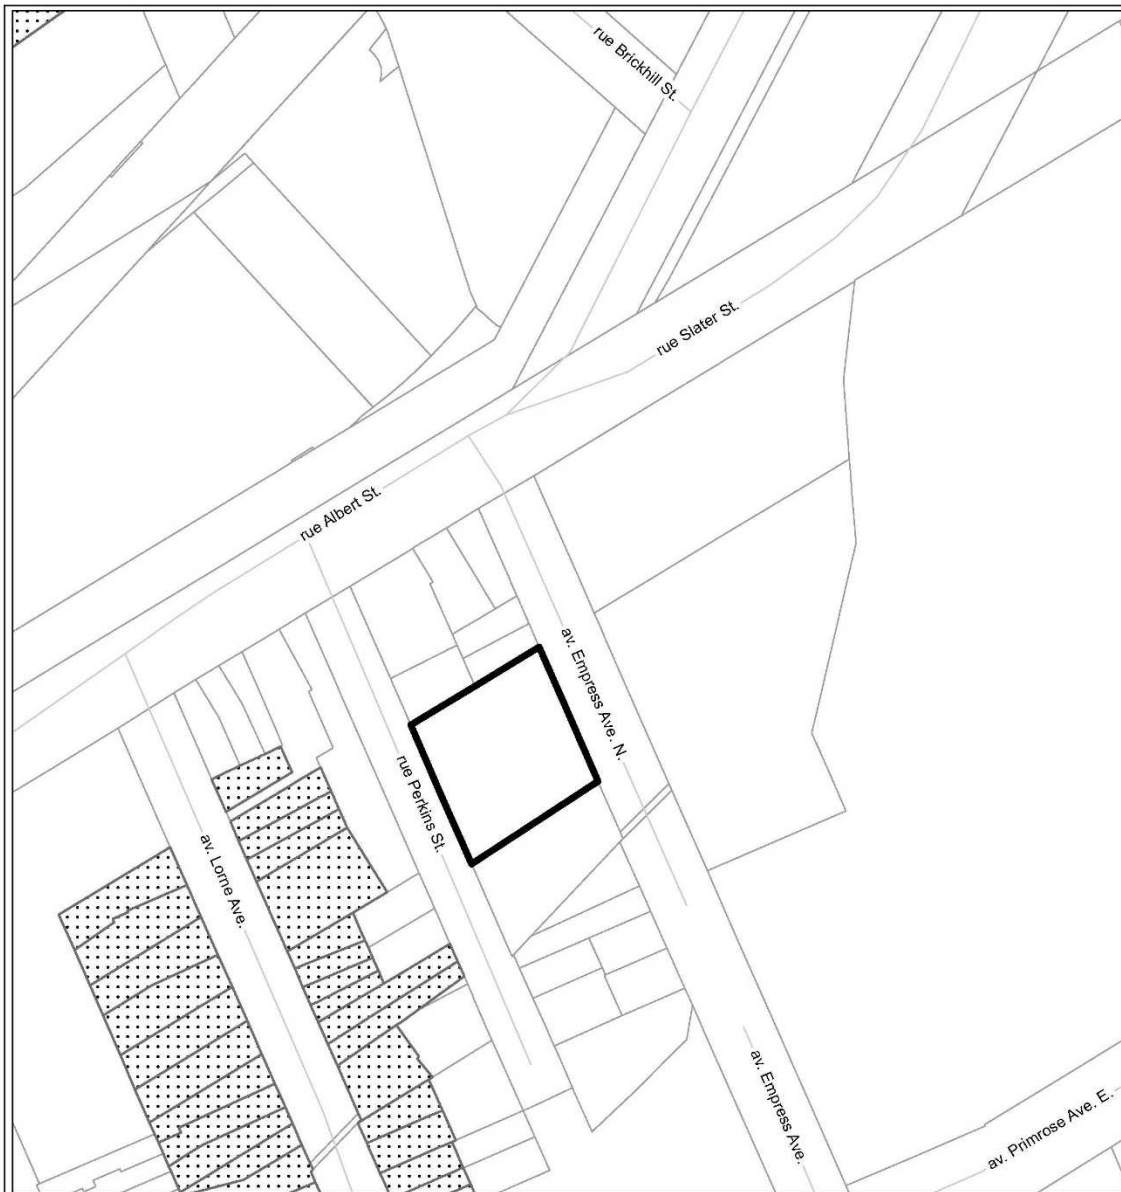 rue Brickhill St.
rue Slater St.
rue Albert St.
av. Empress Ave. N.
rue Perkins St.
av. Lorne Ave.
av. Empress Ave.
av. Primrose Ave. E.